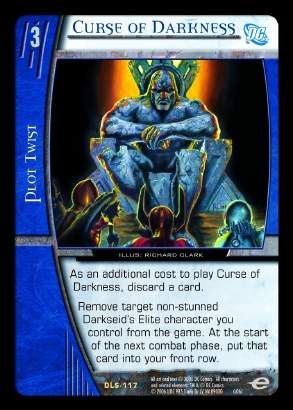 3
CURSE OF DARKNESS
DC
PLOT TWIST
ILLUS: RICHARD CLARK
As an additional cost to play Curse of
Darkness, discard a card.
Remove target non-stunned
Darkseid's Elite character you
control from the game. At the start
of the next combat phase, put that
card into your front row.
DLS-117